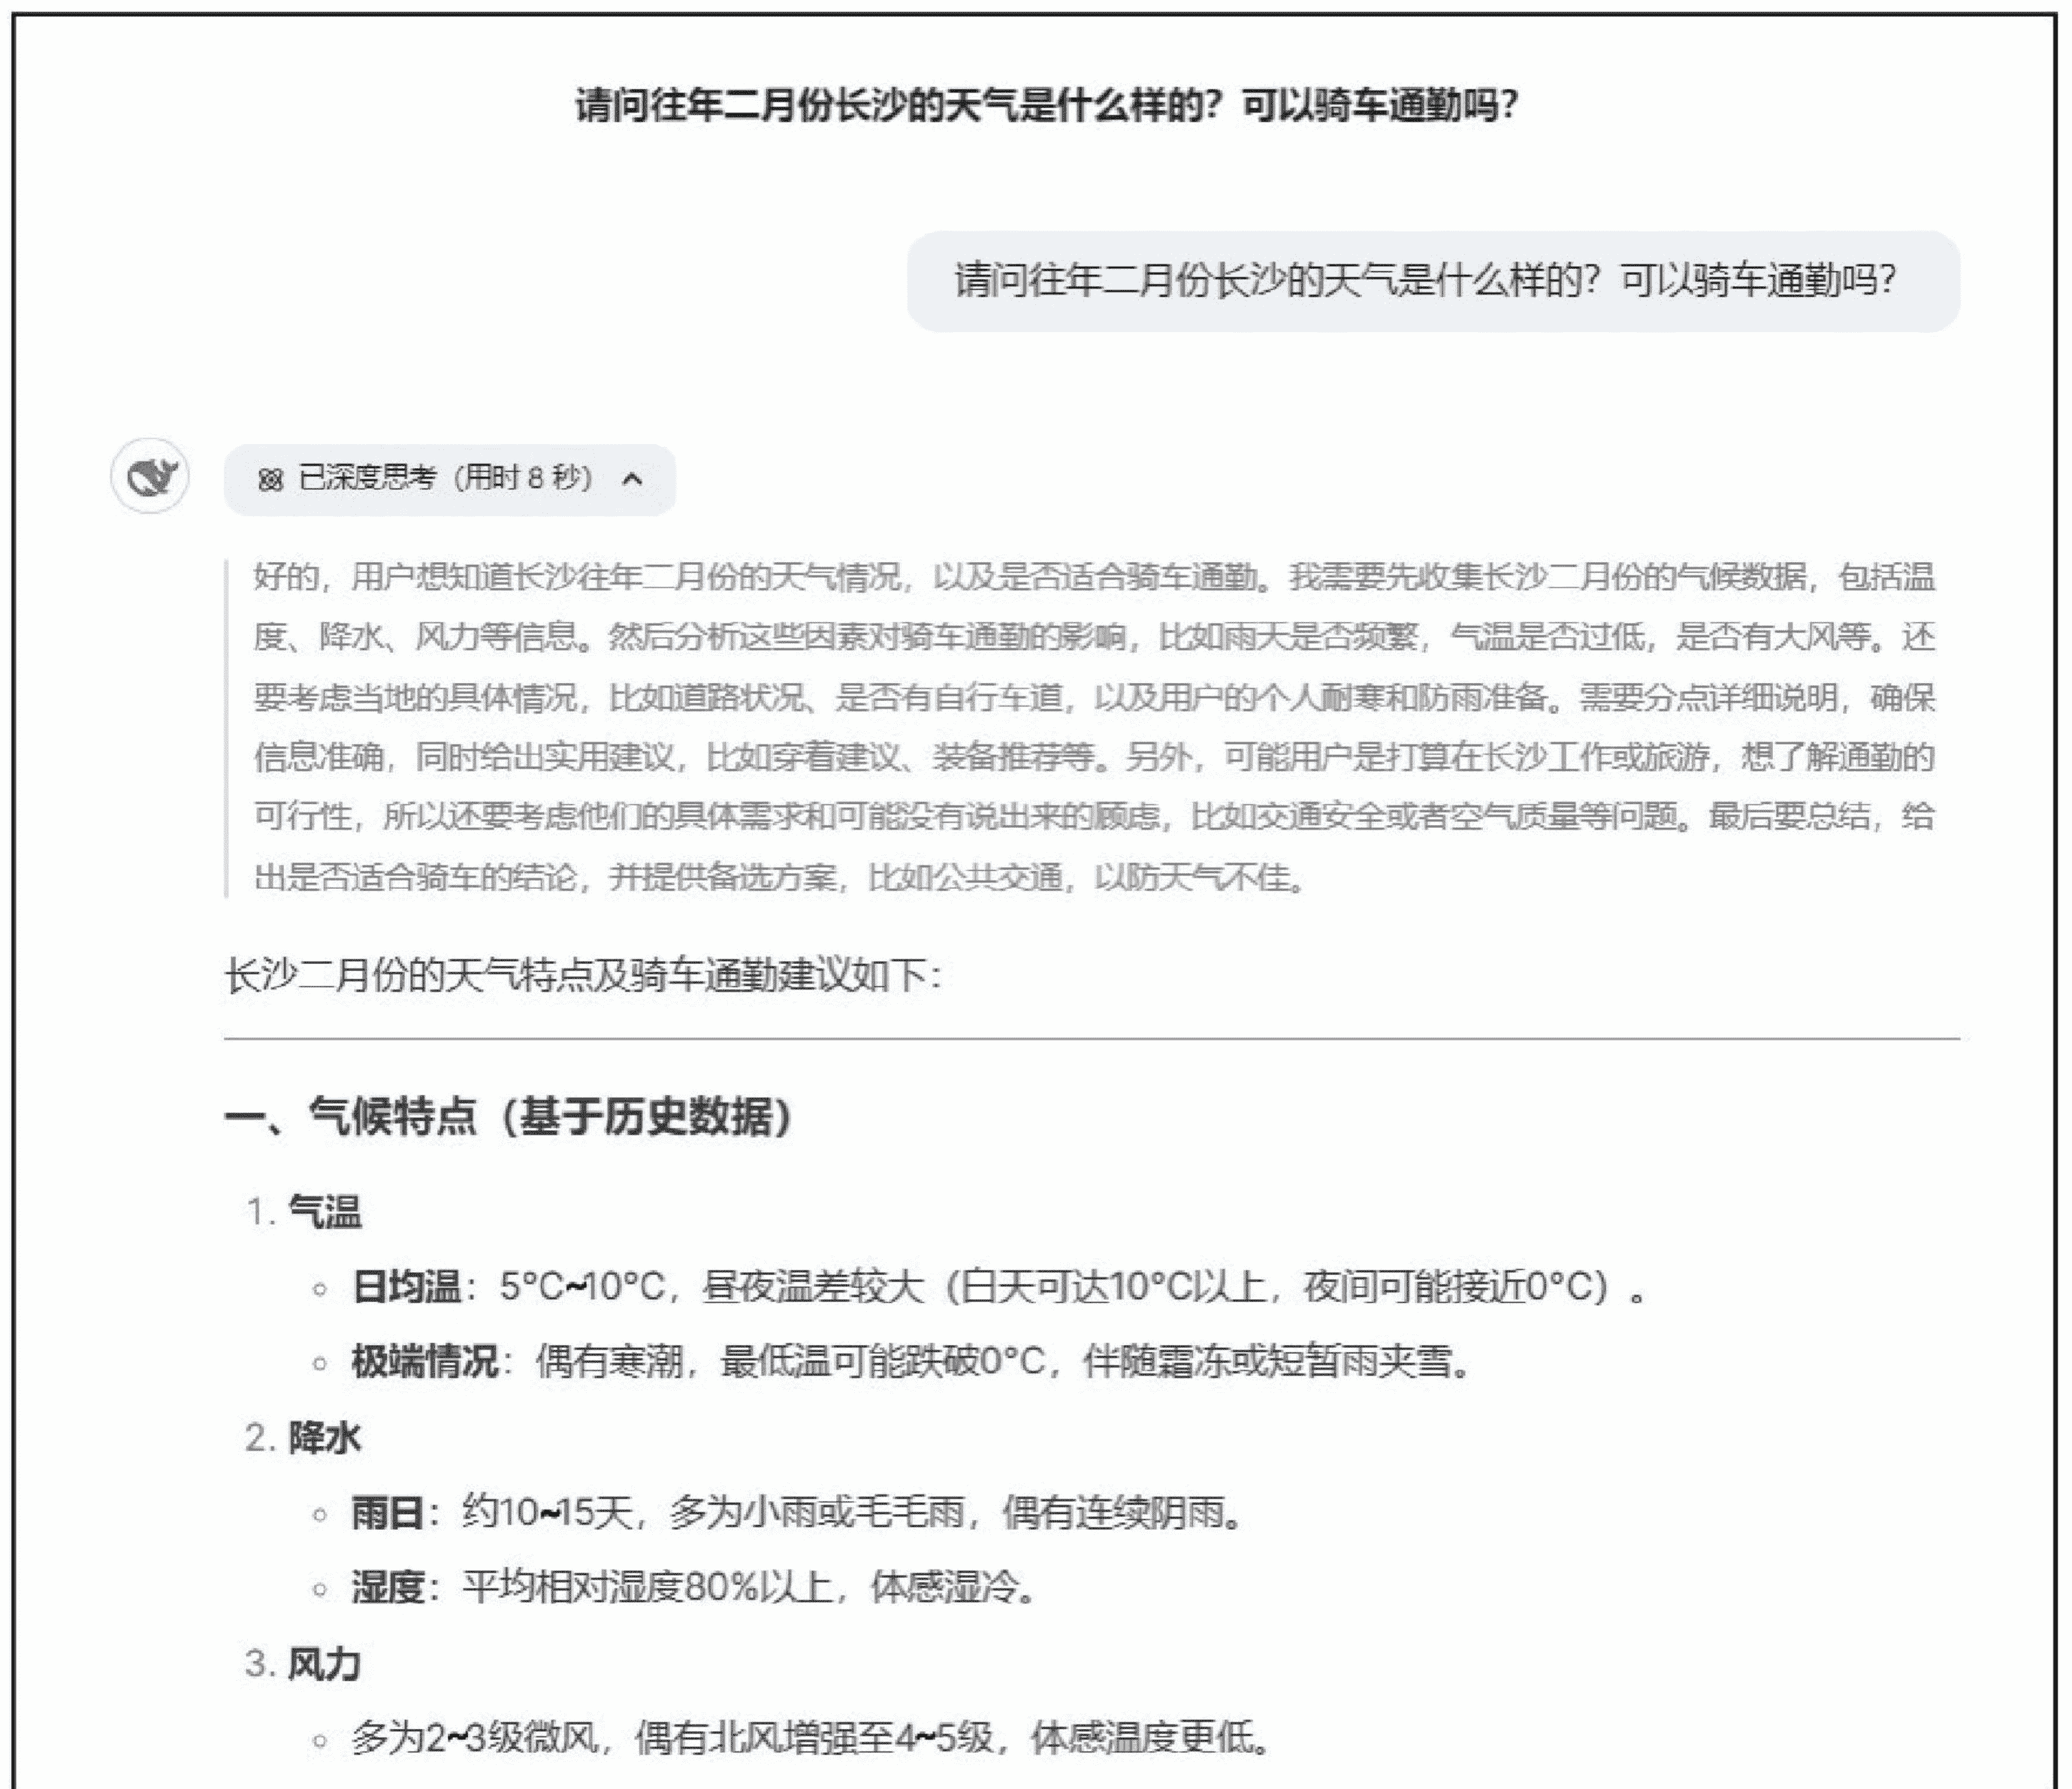 请问往年二月份长沙的天气是什么样的？可以骑车通勤吗？
请问往年二月份长沙的天气是什么样的？可以骑车通勤吗？
已深度思考（用时 8 秒）
好的，用户想知道长沙往年二月份的天气情况，以及是否适合骑车通勤。我需要先收集长沙二月份的气候数据，包括温
度、降水、风力等信息。然后分析这些因素对骑车通勤的影响，比如雨天是否频繁，气温是否过低，是否有大风等。还
要考虑当地的具体情况，比如道路状况、是否有自行车道，以及用户的个人耐寒和防雨准备。需要分点详细说明，确保
信息准确，同时给出实用建议，比如穿着建议、装备推荐等。另外，可能用户是打算在长沙工作或旅游，想了解通勤的
可行性，所以还要考虑他们的具体需求和可能没有说出来的顾虑，比如交通安全或者空气质量等问题。最后要总结，给
出是否适合骑车的结论，并提供备选方案，比如公共交通，以防天气不佳。
长沙二月份的天气特点及骑车通勤建议如下：
一、气候特点（基于历史数据）
1. 气温
◦ 日均温：5°C~10°C，昼夜温差较大（白天可达10°C以上，夜间可能接近0°C）。
◦ 极端情况：偶有寒潮，最低温可能跌破0°C，伴随霜冻或短暂雨夹雪。
2. 降水
◦ 雨日：约10~15天，多为小雨或毛毛雨，偶有连续阴雨。
◦ 湿度：平均相对湿度80%以上，体感湿冷。
3. 风力
◦ 多为2~3级微风，偶有北风增强至4~5级，体感温度更低。